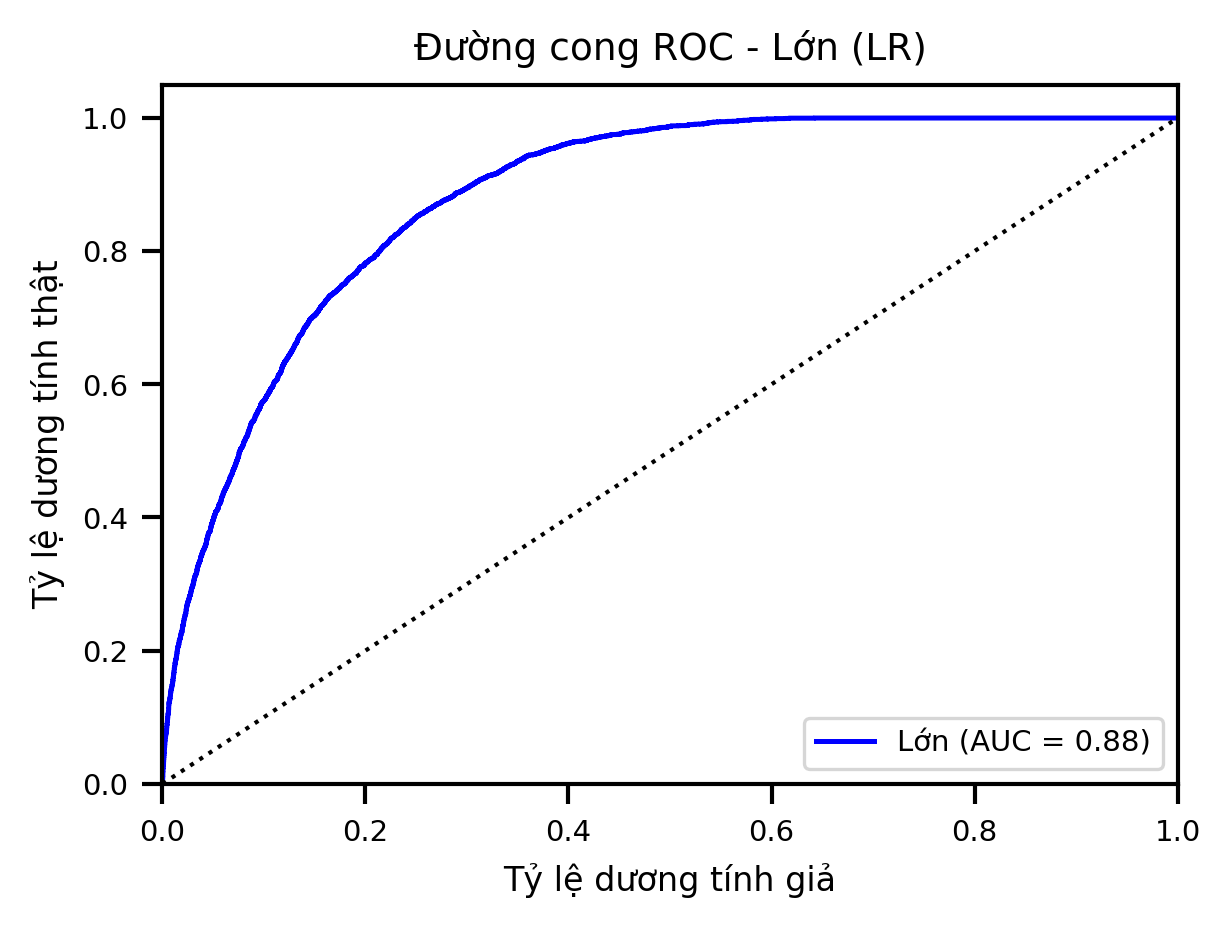 Đường cong ROC - Lớn (LR)
Tỷ lệ dương tính thật
1.0
0.8
0.6
0.4
0.2
0.0
Lớn (AUC = 0.88)
0.0 0.2 0.4 0.6 0.8 1.0
Tỷ lệ dương tính giả